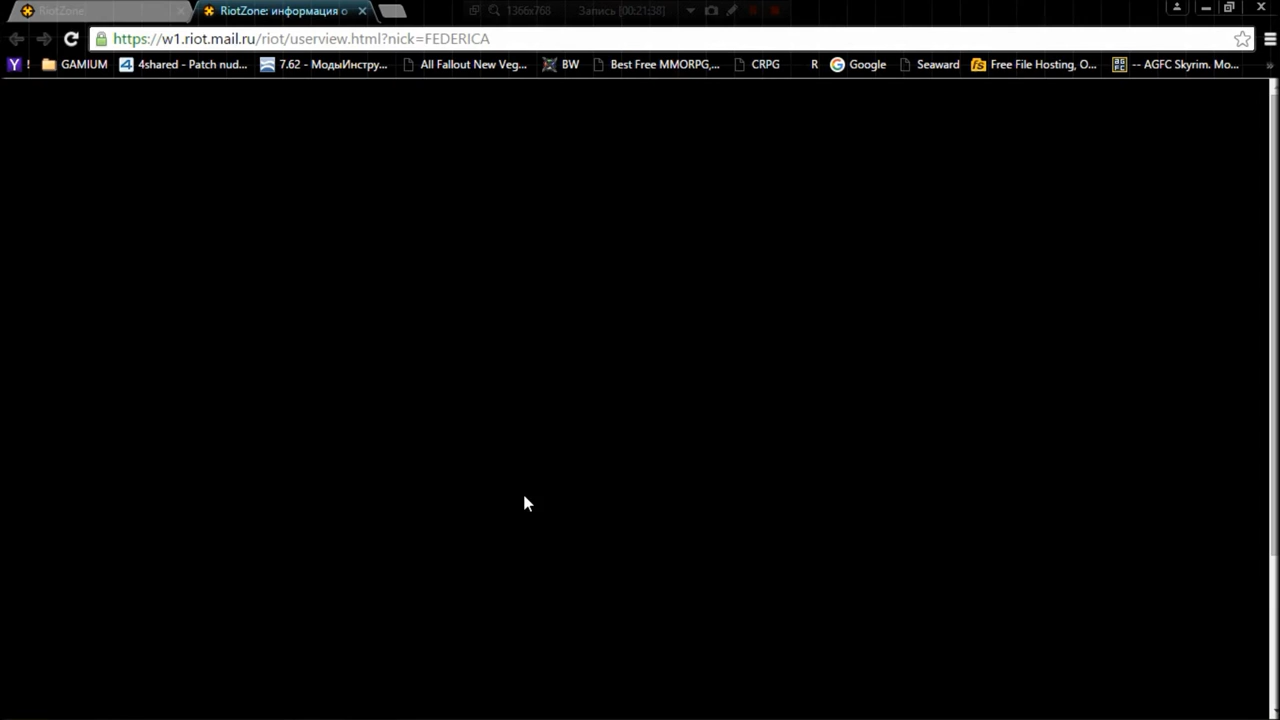 RiotZone:
RiotZone: информация о
1366x768
Запись [00:21:38]
https://w1.riot.mail.ru/riot/userview.html?nick=FEDERICA
Y !
GAMIUM
4shared - Patch nud...
7.62 - МодыИнстру...
All Fallout New Veg...
BW
Best Free MMORPG,...
CRPG
R
Google
Seaward
Free File Hosting, O...
-- AGFC Skyrim. Mo...
»